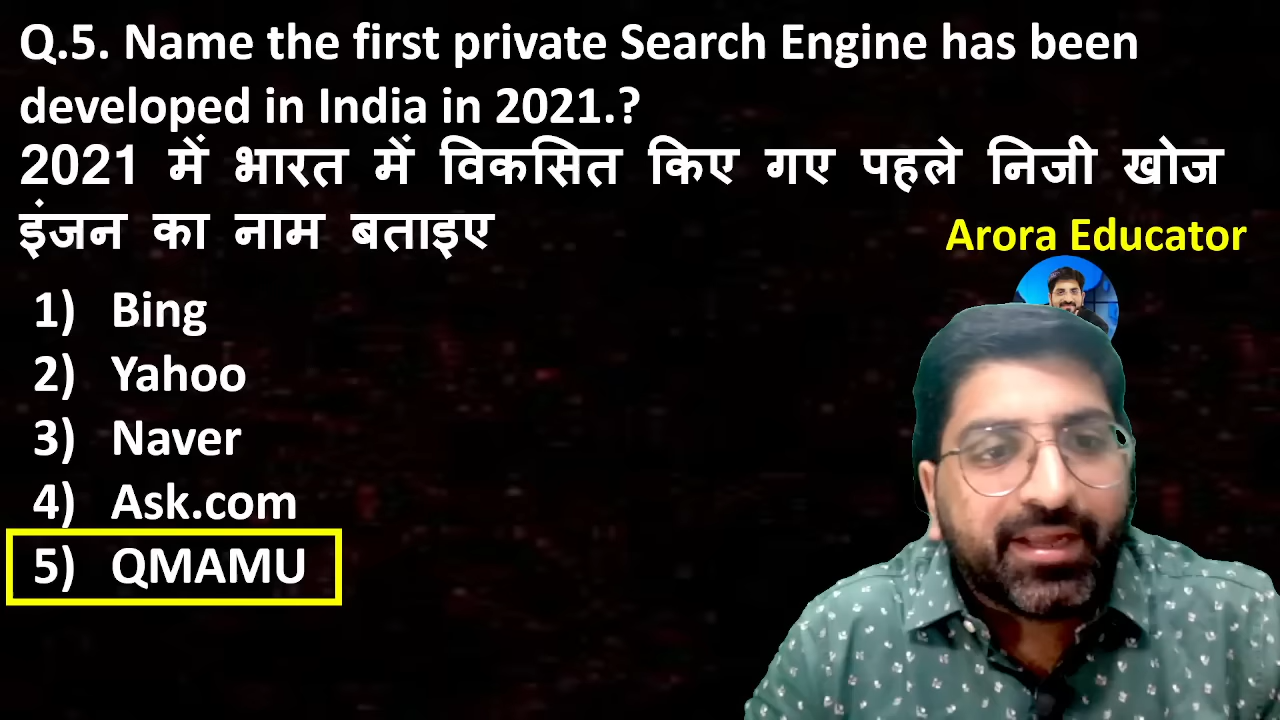 Q.5. Name the first private Search Engine has been
developed in India in 2021.?
2021 में भारत में विकसित किए गए पहले निजी खोज
इंजन का नाम बताइए
Arora Educator
1) Bing
2) Yahoo
3) Naver
4) Ask.com
5) QMAMU